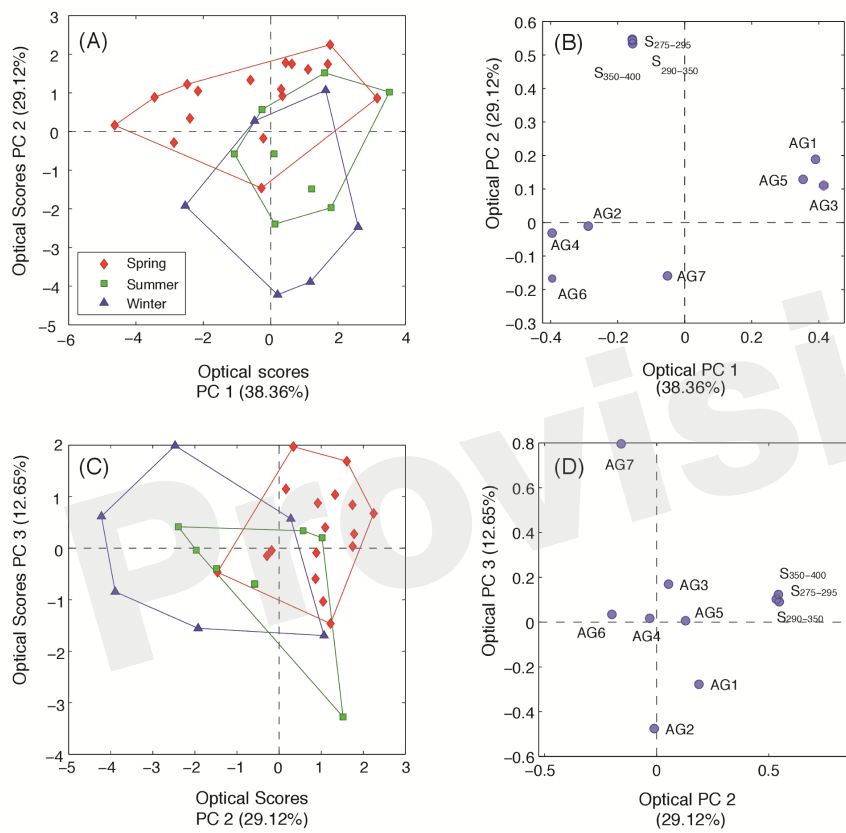 (A)
Optical Scores PC 2 (29.12%)
3
2
1
0
−1
−2
−3
−4
−5
Spring
Summer
Winter
−6
−4
−2
0
2
4
Optical scores
PC 1 (38.36%)
(B)
Optical PC 2 (29.12%)
0.6
0.5
0.4
0.3
0.2
0.1
0
−0.1
−0.2
−0.3
S275−295
S290−350
S350−400
AG1
AG5
AG3
AG2
AG4
AG7
AG6
−0.4
−0.2
0
0.2
0.4
Optical PC 1
(38.36%)
(C)
Optical Scores PC 3 (12.65%)
2
1
0
−1
−2
−3
−4
−5
−4
−3
−2
−1
0
1
2
3
Optical Scores
PC 2 (29.12%)
(D)
Optical PC 3 (12.65%)
0.8
0.6
0.4
0.2
0
−0.2
−0.4
−0.6
AG7
S350−400
S275−295
S290−350
AG3
AG5
AG6
AG4
AG1
AG2
−0.5
0
0.5
Optical PC 2
(29.12%)
Provisi